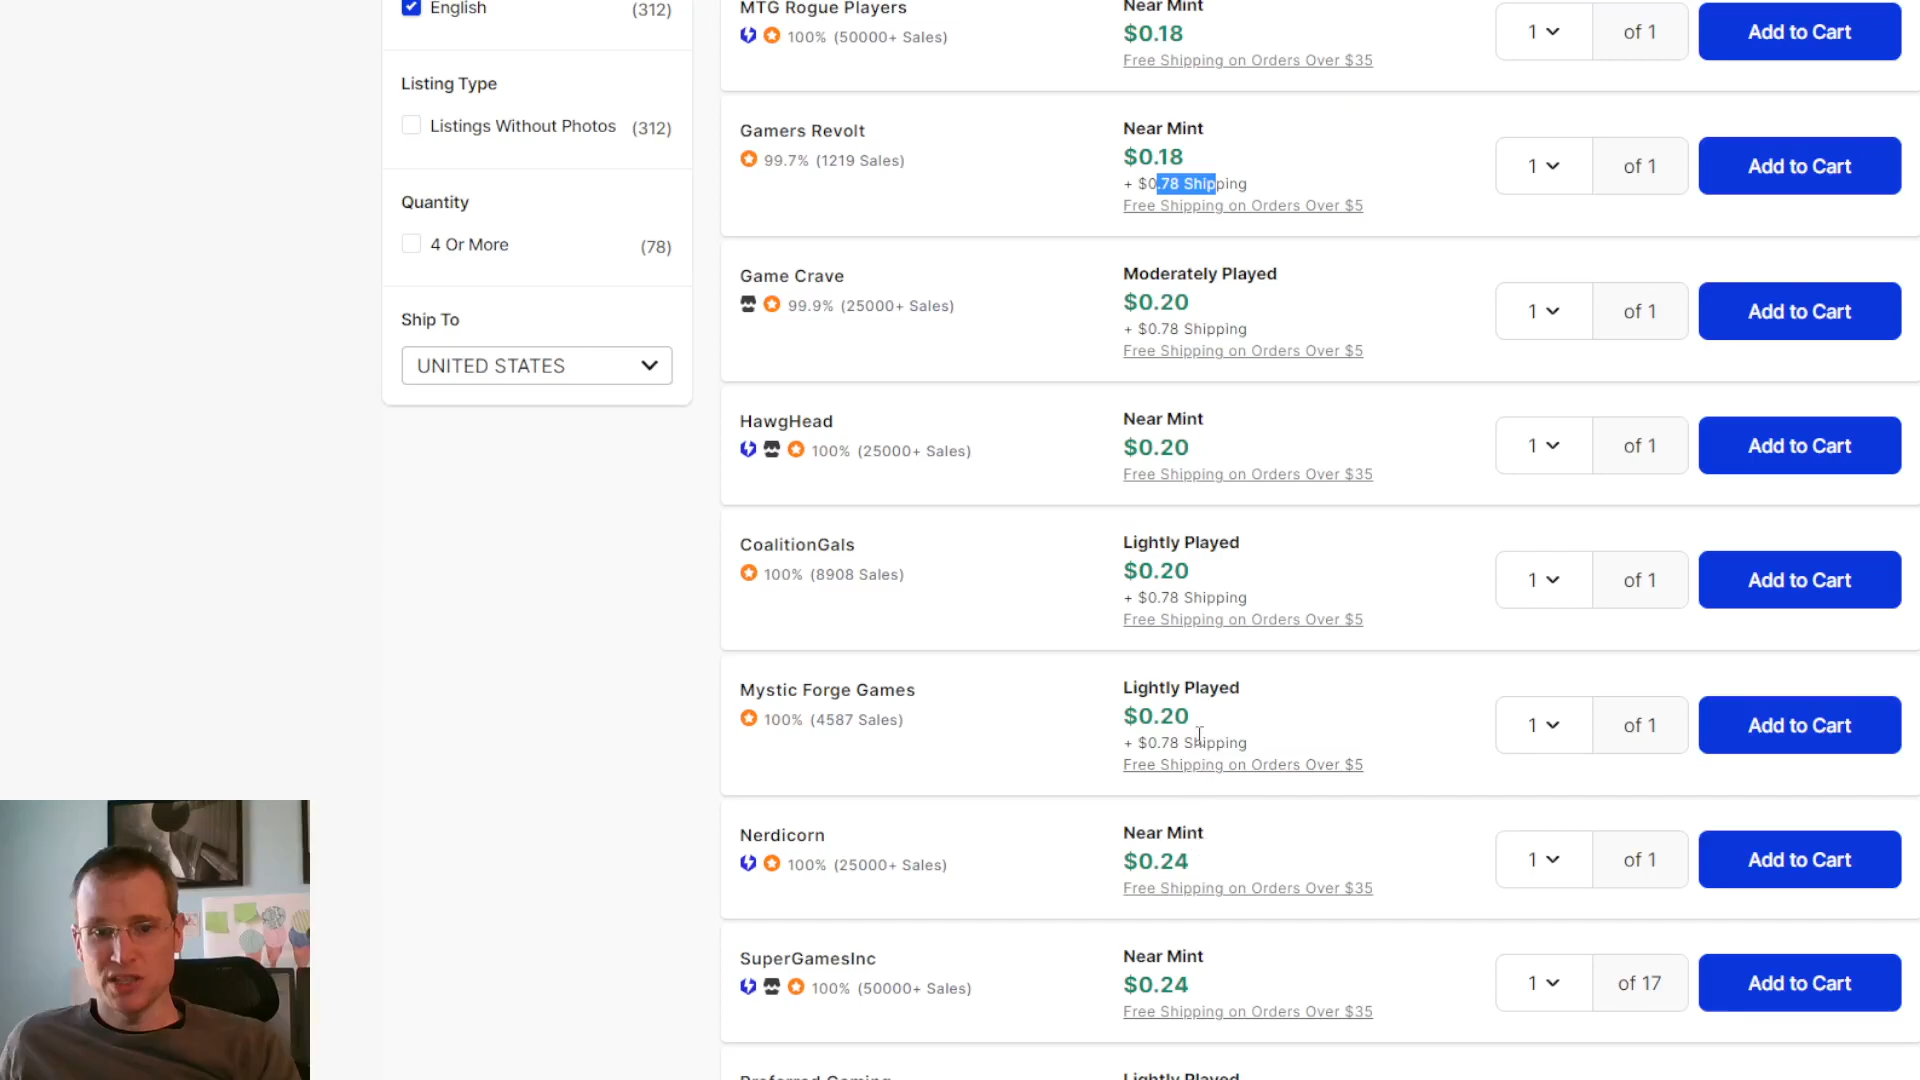 English (312)
Listing Type
Listings Without Photos (312)
Quantity
4 Or More (78)
Ship To
UNITED STATES
MTG Rogue Players
100% (50000+ Sales)
Near Mint
$0.18
Free Shipping on Orders Over $35
1 of 1
Add to Cart
Gamers Revolt
99.7% (1219 Sales)
Near Mint
$0.18
+ $0.78 Shipping
Free Shipping on Orders Over $5
1 of 1
Add to Cart
Game Crave
99.9% (25000+ Sales)
Moderately Played
$0.20
+ $0.78 Shipping
Free Shipping on Orders Over $5
1 of 1
Add to Cart
HawgHead
100% (25000+ Sales)
Near Mint
$0.20
Free Shipping on Orders Over $35
1 of 1
Add to Cart
CoalitionGals
100% (8908 Sales)
Lightly Played
$0.20
+ $0.78 Shipping
Free Shipping on Orders Over $5
1 of 1
Add to Cart
Mystic Forge Games
100% (4587 Sales)
Lightly Played
$0.20
+ $0.78 Shipping
Free Shipping on Orders Over $5
1 of 1
Add to Cart
Nerdicorn
100% (25000+ Sales)
Near Mint
$0.24
Free Shipping on Orders Over $35
1 of 1
Add to Cart
SuperGamesInc
100% (50000+ Sales)
Near Mint
$0.24
Free Shipping on Orders Over $35
1 of 17
Add to Cart
Preferred Gaming
Lightly Played